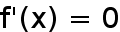 f'(x) = 0